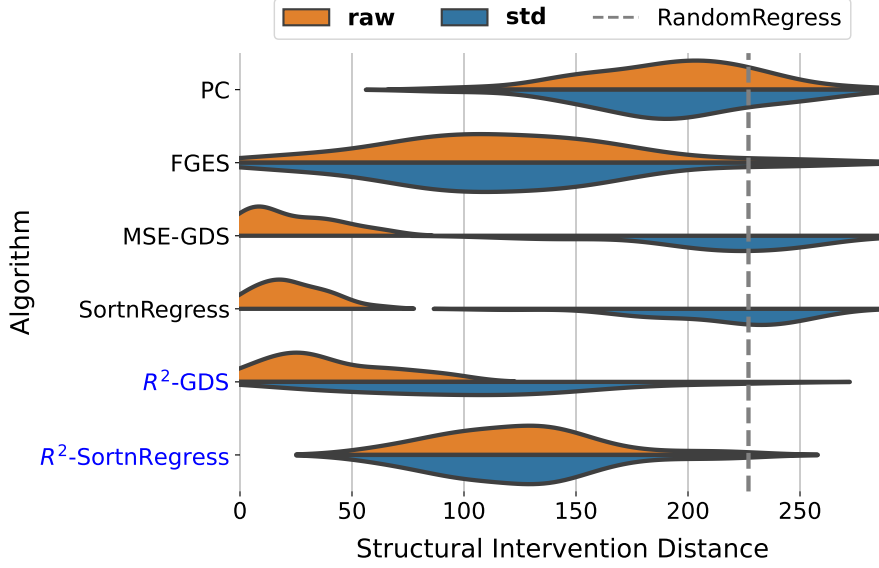 raw std RandomRegress
Algorithm
PC
FGES
MSE-GDS
SortnRegress
R²-GDS
R²-SortnRegress
0 50 100 150 200 250
Structural Intervention Distance